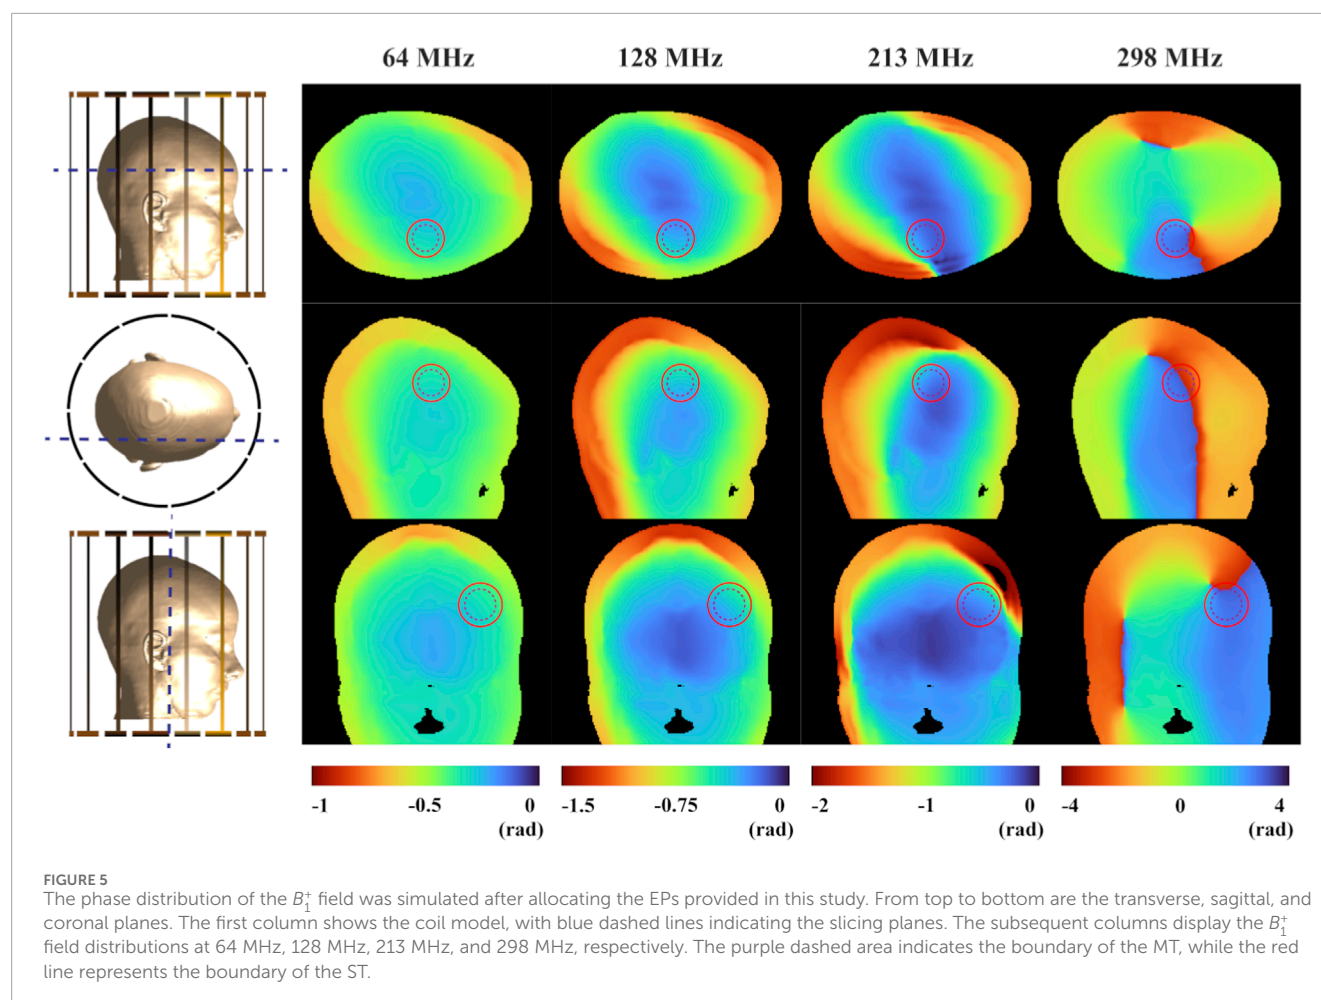 64 MHz 128 MHz 213 MHz 298 MHz
-1 -0.5 0 -1.5 -0.75 0 -2 -1 0 -4 0 4
(rad) (rad) (rad) (rad)
FIGURE 5
The phase distribution of the B₁⁺ field was simulated after allocating the EPs provided in this study. From top to bottom are the transverse, sagittal, and
coronal planes. The first column shows the coil model, with blue dashed lines indicating the slicing planes. The subsequent columns display the B₁⁺
field distributions at 64 MHz, 128 MHz, 213 MHz, and 298 MHz, respectively. The purple dashed area indicates the boundary of the MT, while the red
line represents the boundary of the ST.